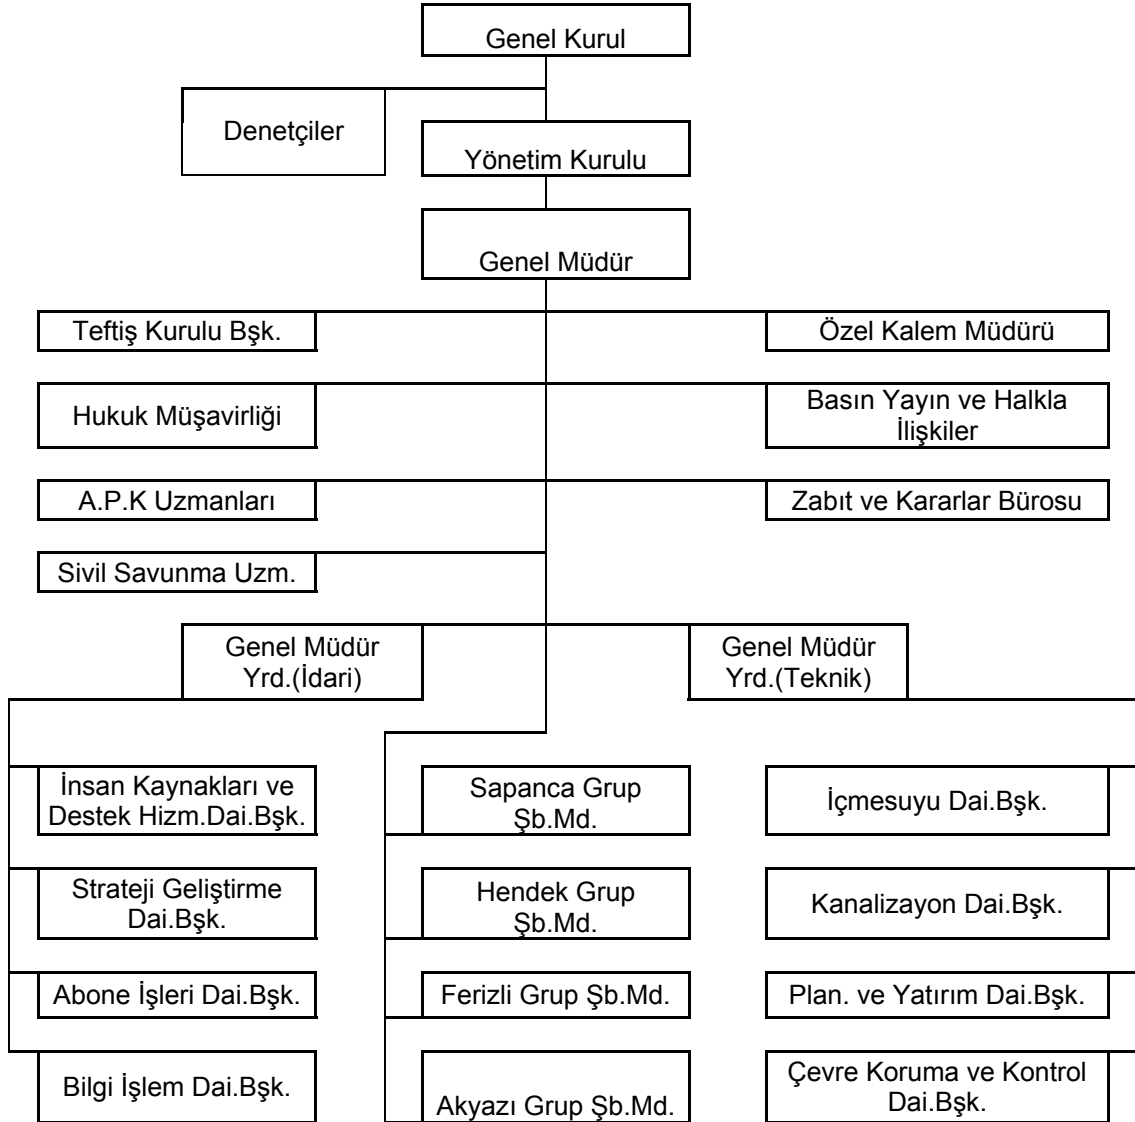 Genel Kurul
Denetçiler
Yönetim Kurulu
Genel Müdür
Teftiş Kurulu Bşk.
Özel Kalem Müdürü
Hukuk Müşavirliği
Basın Yayın ve Halkla
İlişkiler
A.P.K Uzmanları
Zabıt ve Kararlar Bürosu
Sivil Savunma Uzm.
Genel Müdür
Yrd.(İdari)
Genel Müdür
Yrd.(Teknik)
İnsan Kaynakları ve
Destek Hizm.Dai.Bşk.
Sapanca Grup
Şb.Md.
İçmesuyu Dai.Bşk.
Strateji Geliştirme
Dai.Bşk.
Hendek Grup
Şb.Md.
Kanalizayon Dai.Bşk.
Abone İşleri Dai.Bşk.
Ferizli Grup Şb.Md.
Plan. ve Yatırım Dai.Bşk.
Bilgi İşlem Dai.Bşk.
Akyazı Grup Şb.Md.
Çevre Koruma ve Kontrol
Dai.Bşk.